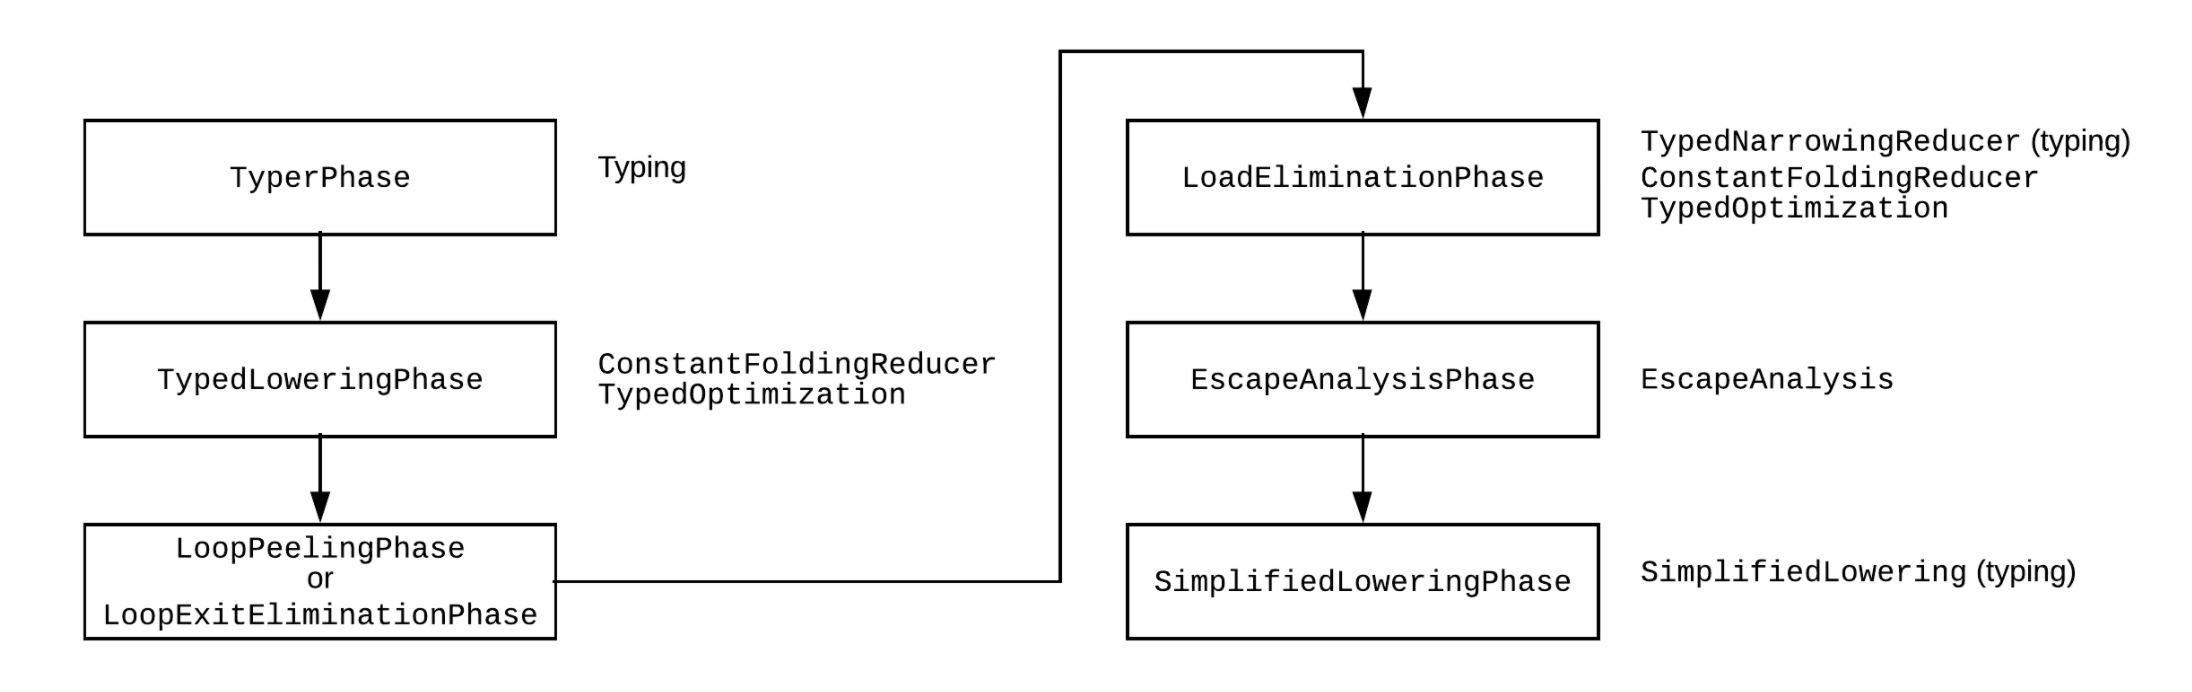 TyperPhase
Typing
TypedLoweringPhase
ConstantFoldingReducer
TypedOptimization
LoopPeelingPhase
or
LoopExitEliminationPhase
LoadEliminationPhase
TypedNarrowingReducer (typing)
ConstantFoldingReducer
TypedOptimization
EscapeAnalysisPhase
EscapeAnalysis
SimplifiedLoweringPhase
SimplifiedLowering (typing)